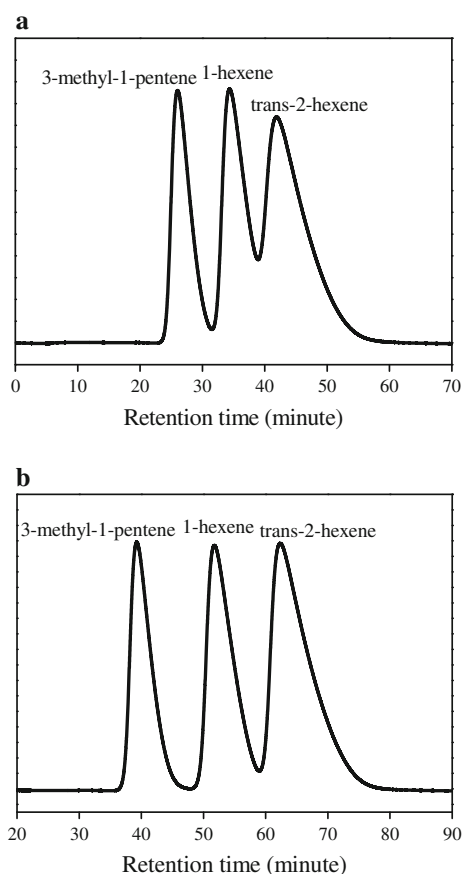 a
3-methyl-1-pentene 1-hexene
trans-2-hexene
0 10 20 30 40 50 60 70
Retention time (minute)
b
3-methyl-1-pentene 1-hexene trans-2-hexene
20 30 40 50 60 70 80 90
Retention time (minute)